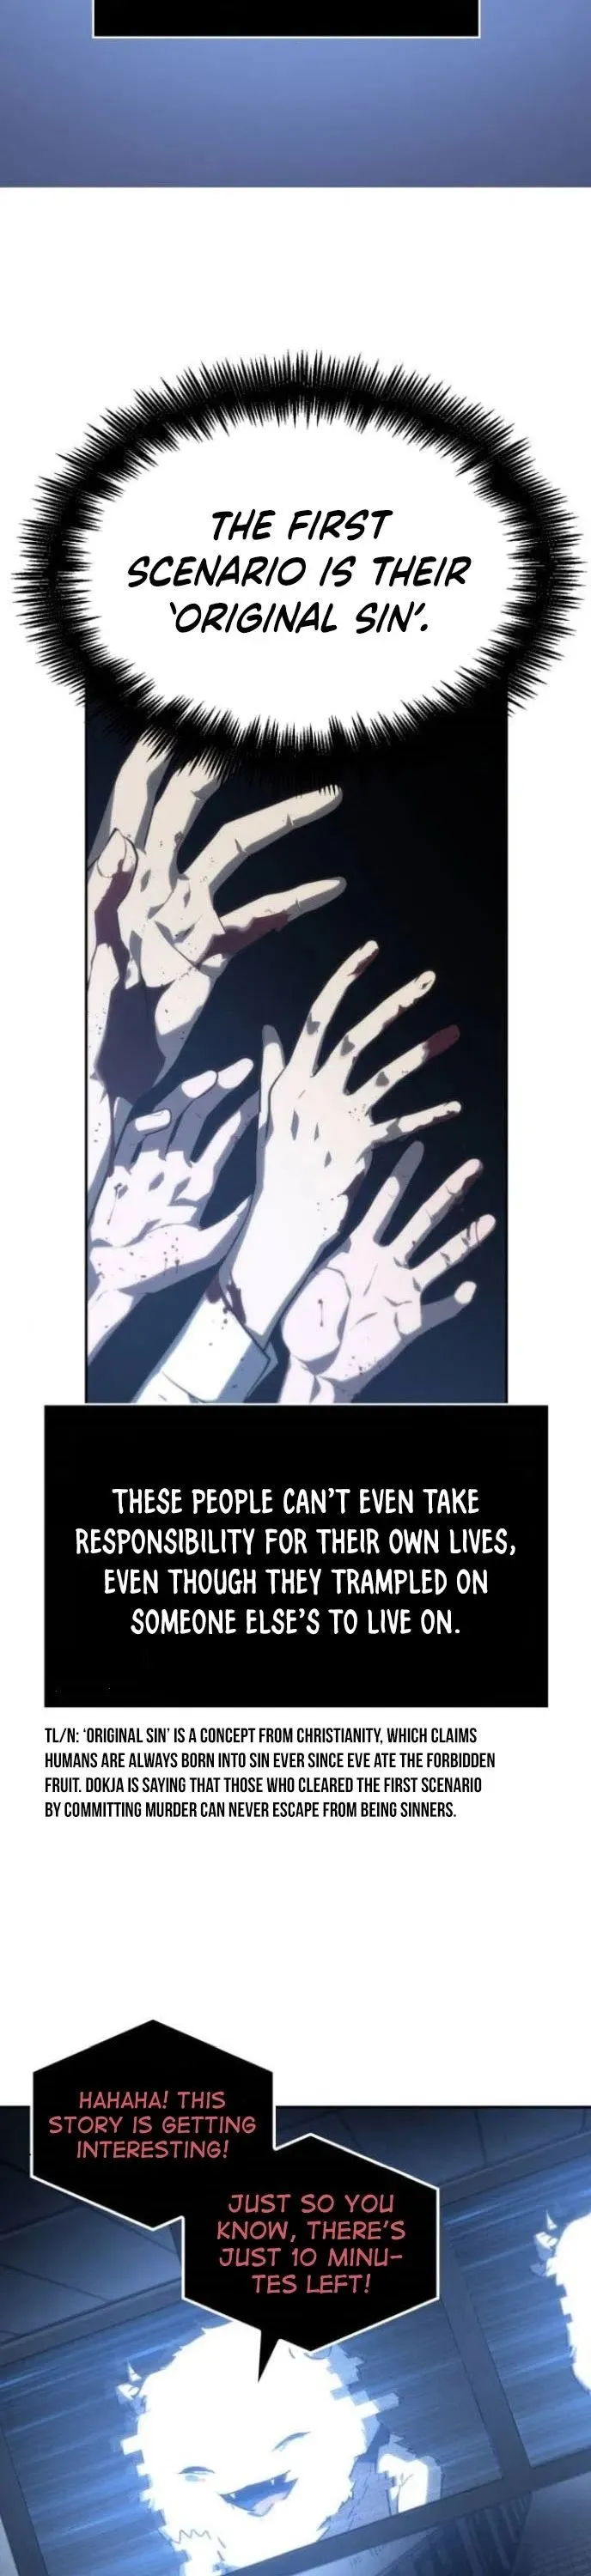 THE FIRST
SCENARIO IS THEIR
'ORIGINAL SIN'.
THESE PEOPLE CAN'T EVEN TAKE
RESPONSIBILITY FOR THEIR OWN LIVES,
EVEN THOUGH THEY TRAMPLED ON
SOMEONE ELSE'S TO LIVE ON.
TL/N: 'ORIGINAL SIN' IS A CONCEPT FROM CHRISTIANITY, WHICH CLAIMS
HUMANS ARE ALWAYS BORN INTO SIN EVER SINCE EVE ATE THE FORBIDDEN
FRUIT. DOKJA IS SAYING THAT THOSE WHO CLEARED THE FIRST SCENARIO
BY COMMITTING MURDER CAN NEVER ESCAPE FROM BEING SINNERS.
HAHAHA! THIS
STORY IS GETTING
INTERESTING!
JUST SO YOU
KNOW, THERE'S
JUST 10 MINU-
TES LEFT!